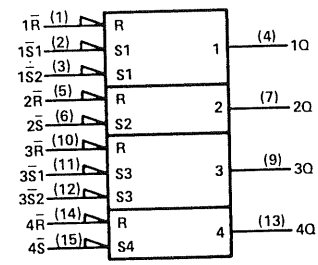 1R̅ (1) R
1S̅1 (2) S1 1 (4) 1Q
1S̅2 (3) S1
2R̅ (5) R 2 (7) 2Q
2S̅ (6) S2
3R̅ (10) R
3S̅1 (11) S3 3 (9) 3Q
3S̅2 (12) S3
4R̅ (14) R 4 (13) 4Q
4S̅ (15) S4